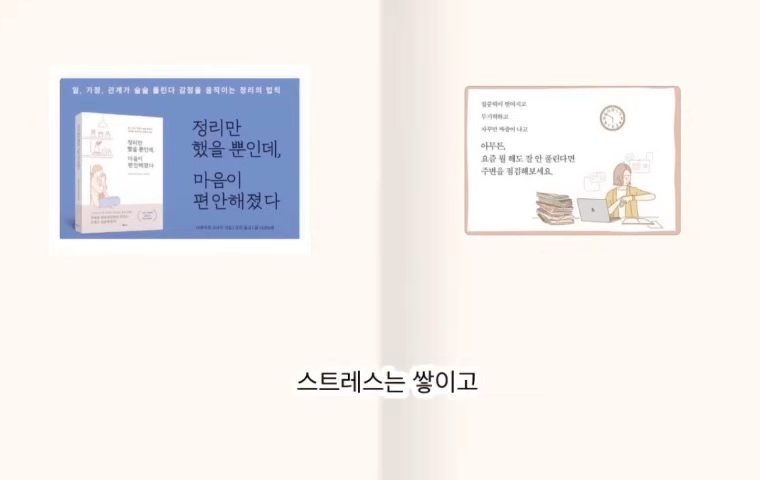 일, 가정, 관계가 술술 풀린다 감정을 움직이는 정리의 법칙
정리만
했을 뿐인데,
마음이
편안해졌다
정리만
했을 뿐인데,
마음이
편안해졌다
집중력이 떨어지고
무기력하고
사무만 짜증이 나고
아무튼,
요즘 뭘 해도 잘 안 풀린다면
주변을 점검해보세요.
스트레스는 쌓이고